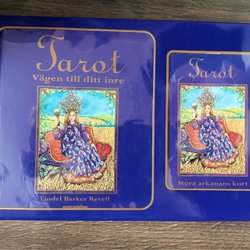 Tarot
Vägen till ditt inre
Lindel Barker Revell
Tarot
Stora arkanans kort